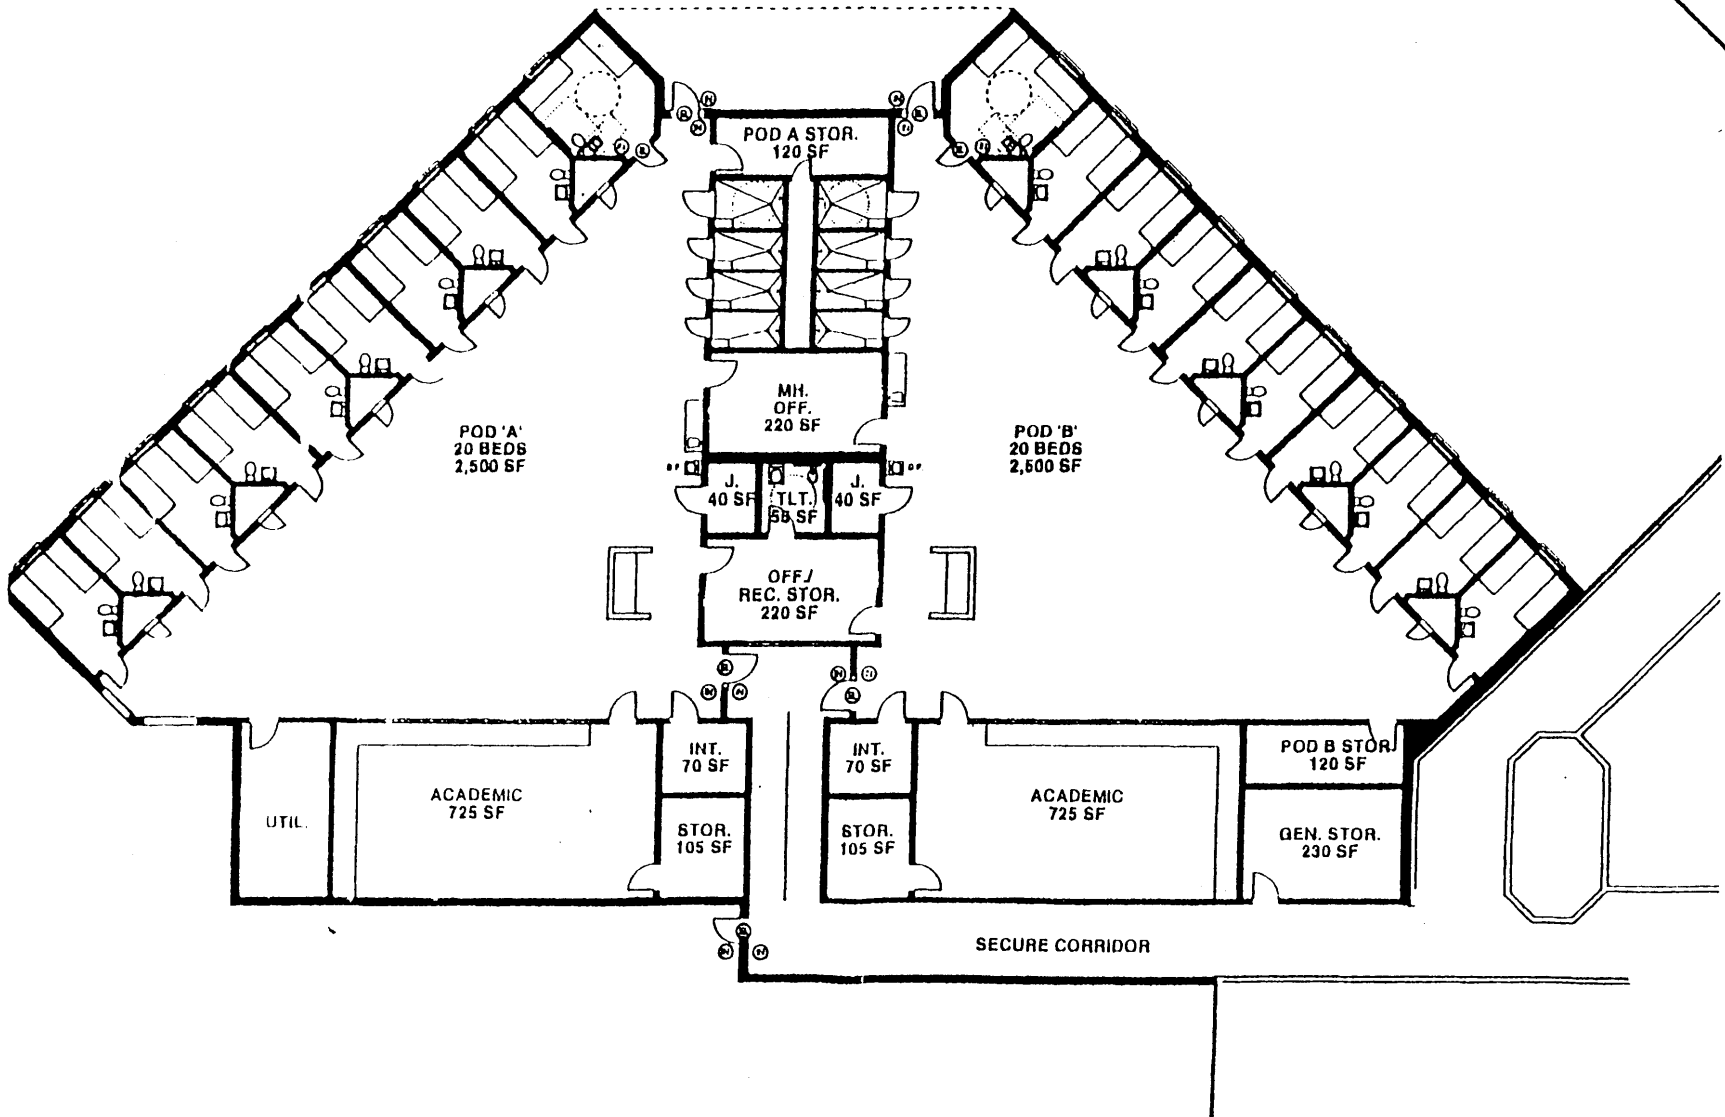 POD A STOR.
120 SF
MH.
OFF.
220 SF
POD 'A'
20 BEDS
2,500 SF
POD 'B'
20 BEDS
2,500 SF
J.
40 SF
TLT.
55 SF
J.
40 SF
OFF./
REC. STOR.
220 SF
INT.
70 SF
INT.
70 SF
POD B STOR.
120 SF
ACADEMIC
725 SF
ACADEMIC
725 SF
UTIL.
STOR.
105 SF
STOR.
105 SF
GEN. STOR.
230 SF
SECURE CORRIDOR